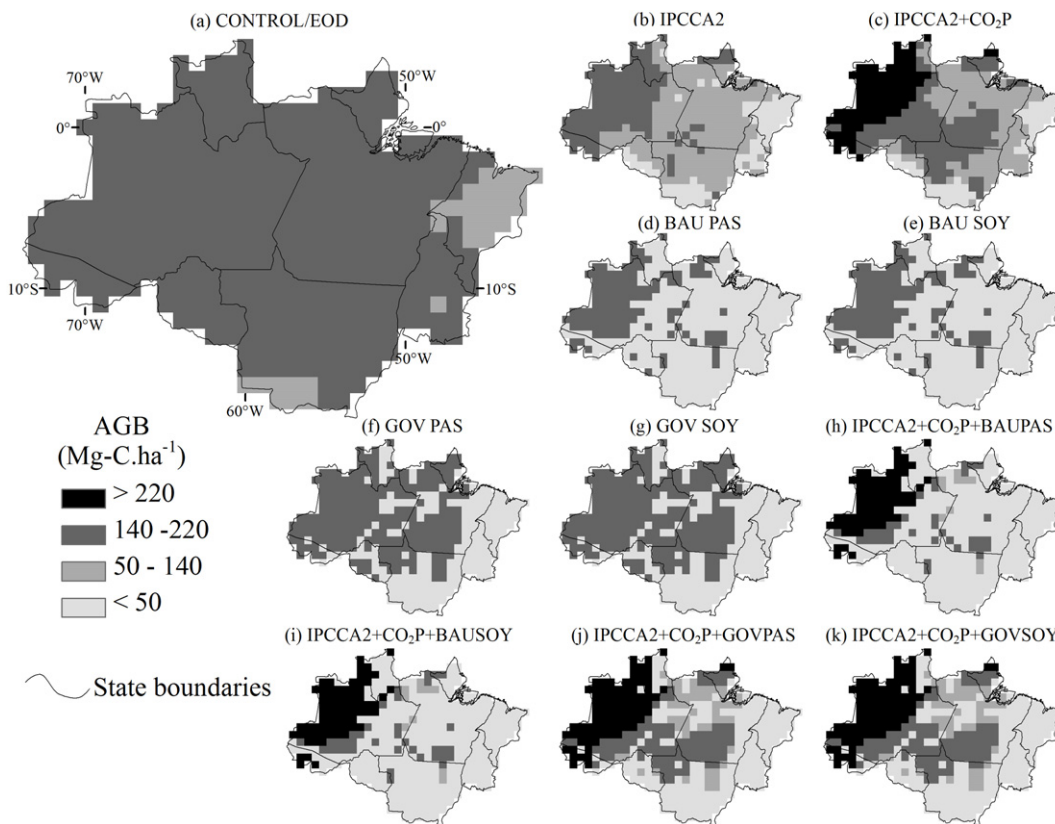 (a) CONTROL/EOD
(b) IPCCA2
(c) IPCCA2+CO₂P
70°W
50°W
0°
0°
10°S
10°S
70°W
50°W
60°W
(d) BAU PAS
(e) BAU SOY
AGB
(Mg-C.ha⁻¹)
> 220
140 -220
50 - 140
< 50
State boundaries
(f) GOV PAS
(g) GOV SOY
(h) IPCCA2+CO₂P+BAUPAS
(i) IPCCA2+CO₂P+BAUSOY
(j) IPCCA2+CO₂P+GOVPAS
(k) IPCCA2+CO₂P+GOVSOY